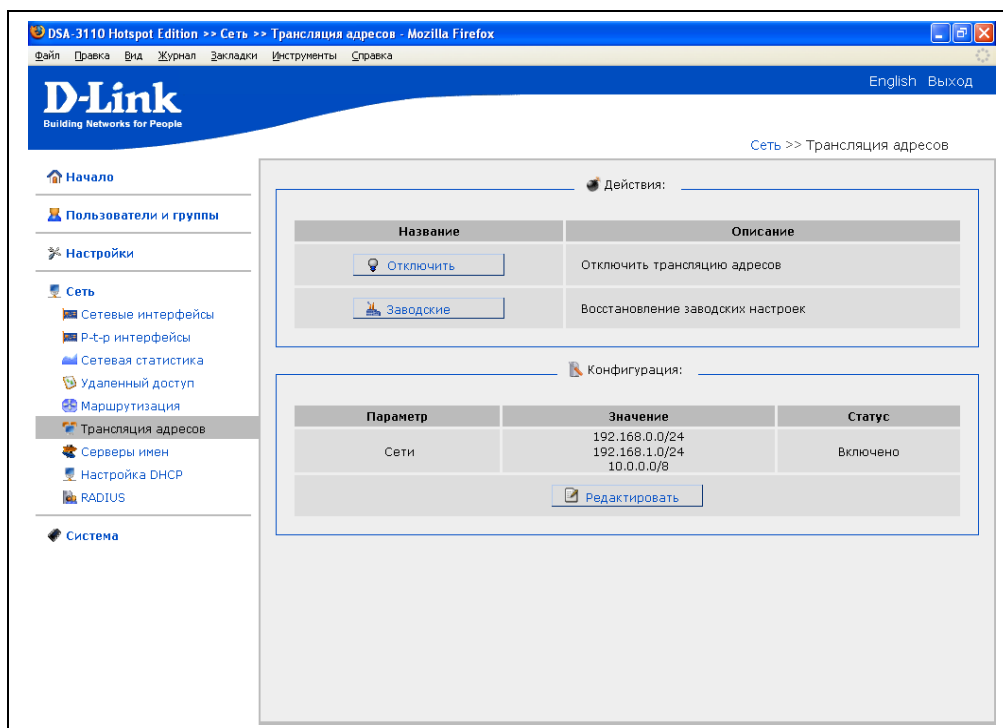 DSA-3110 Hotspot Edition >> Сеть >> Трансляция адресов - Mozilla Firefox
Файл Правка Вид Журнал Закладки Инструменты Справка
English Выход
D-Link
Building Networks for People
Сеть >> Трансляция адресов
Начало
Пользователи и группы
Настройки
Сеть
Сетевые интерфейсы
P-t-p интерфейсы
Сетевая статистика
Удаленный доступ
Маршрутизация
Трансляция адресов
Серверы имен
Настройка DHCP
RADIUS
Система
Действия:
Название Описание
Отключить Отключить трансляцию адресов
Заводские Восстановление заводских настроек
Конфигурация:
Параметр Значение Статус
Сети 192.168.0.0/24 Включено
192.168.1.0/24
10.0.0.0/8
Редактировать